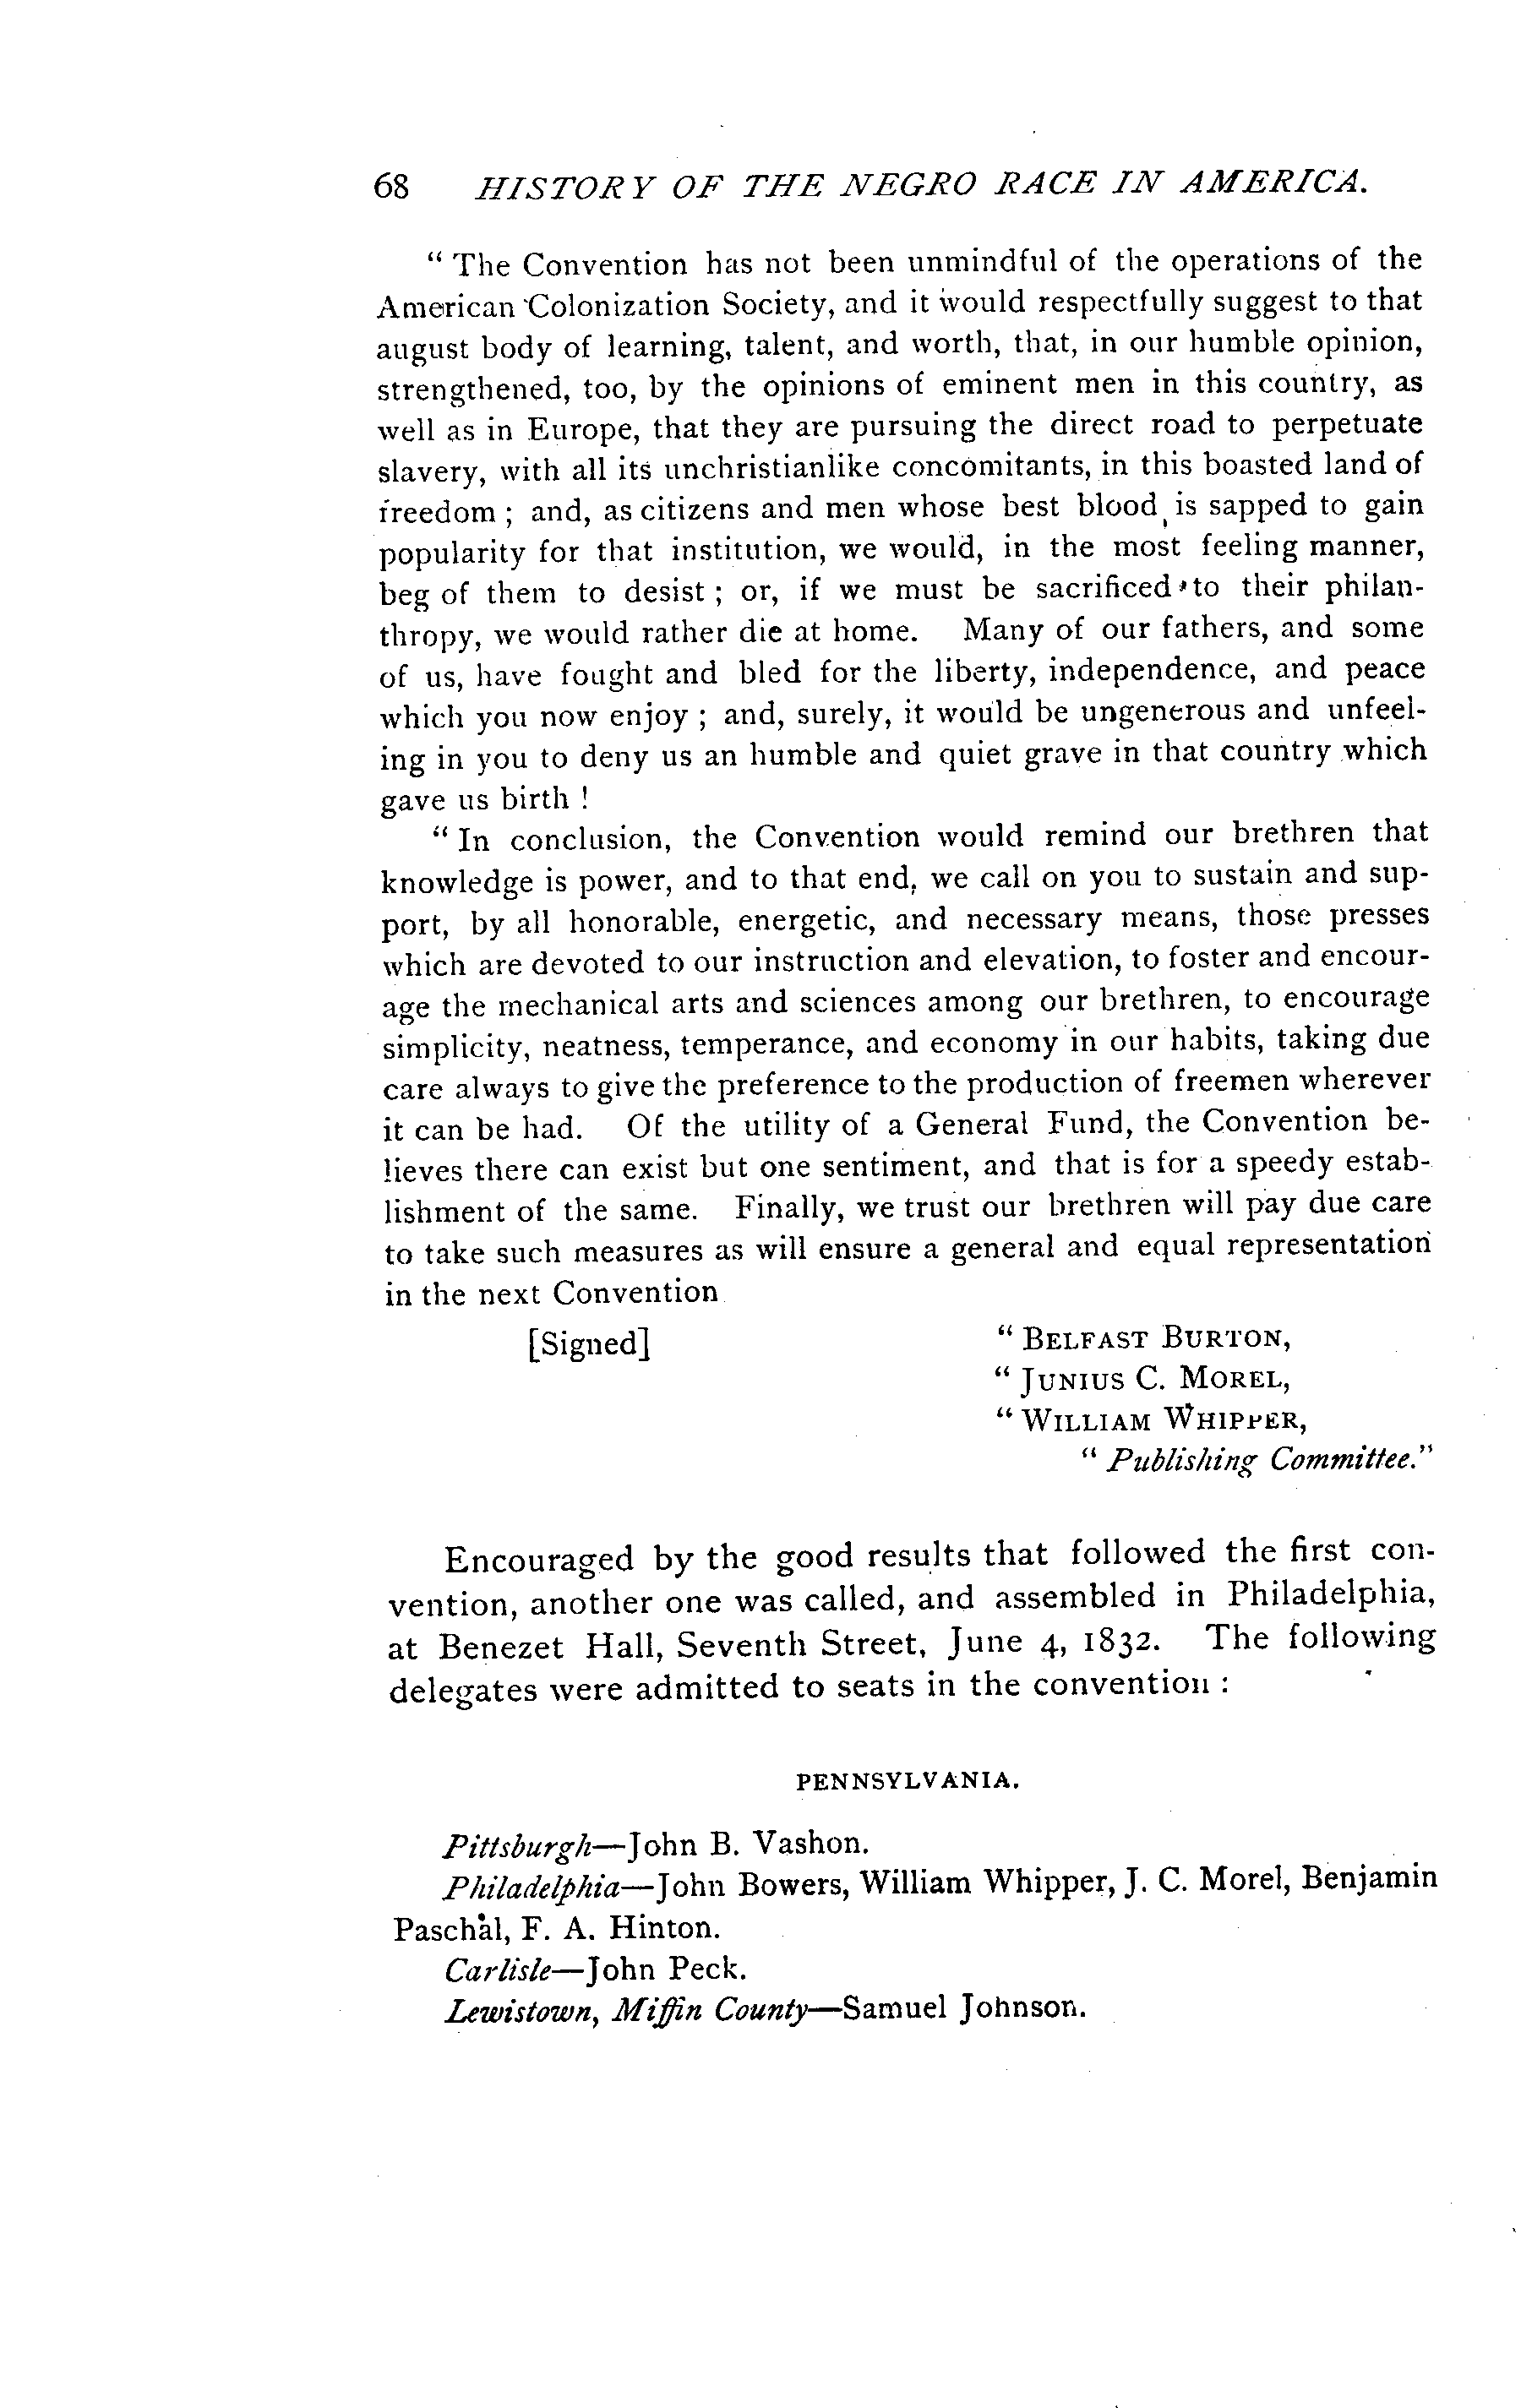 68 HISTORY OF THE NEGRO RACE IN AMERICA.
" The Convention has not been unmindful of the operations of the
American Colonization Society, and it would respectfully suggest to that
august body of learning, talent, and worth, that, in our humble opinion,
strengthened, too, by the opinions of eminent men in this country, as
well as in Europe, that they are pursuing the direct road to perpetuate
slavery, with all its unchristianlike concomitants, in this boasted land of
freedom ; and, as citizens and men whose best blood is sapped to gain
popularity for that institution, we would, in the most feeling manner,
beg of them to desist ; or, if we must be sacrificed to their philan-
thropy, we would rather die at home. Many of our fathers, and some
of us, have fought and bled for the liberty, independence, and peace
which you now enjoy ; and, surely, it would be ungenerous and unfeel-
ing in you to deny us an humble and quiet grave in that country which
gave us birth !
" In conclusion, the Convention would remind our brethren that
knowledge is power, and to that end, we call on you to sustain and sup-
port, by all honorable, energetic, and necessary means, those presses
which are devoted to our instruction and elevation, to foster and encour-
age the mechanical arts and sciences among our brethren, to encourage
simplicity, neatness, temperance, and economy in our habits, taking due
care always to give the preference to the production of freemen wherever
it can be had. Of the utility of a General Fund, the Convention be-
lieves there can exist but one sentiment, and that is for a speedy estab-
lishment of the same. Finally, we trust our brethren will pay due care
to take such measures as will ensure a general and equal representation
in the next Convention
[Signed] " BELFAST BURTON,
" JUNIUS C. MOREL,
" WILLIAM WHIPPER,
" Publishing Committee."
Encouraged by the good results that followed the first con-
vention, another one was called, and assembled in Philadelphia,
at Benezet Hall, Seventh Street, June 4, 1832. The following
delegates were admitted to seats in the convention :
PENNSYLVANIA.
Pittsburgh—John B. Vashon.
Philadelphia—John Bowers, William Whipper, J. C. Morel, Benjamin
Paschal, F. A. Hinton.
Carlisle—John Peck.
Lewistown, Miffin County—Samuel Johnson.